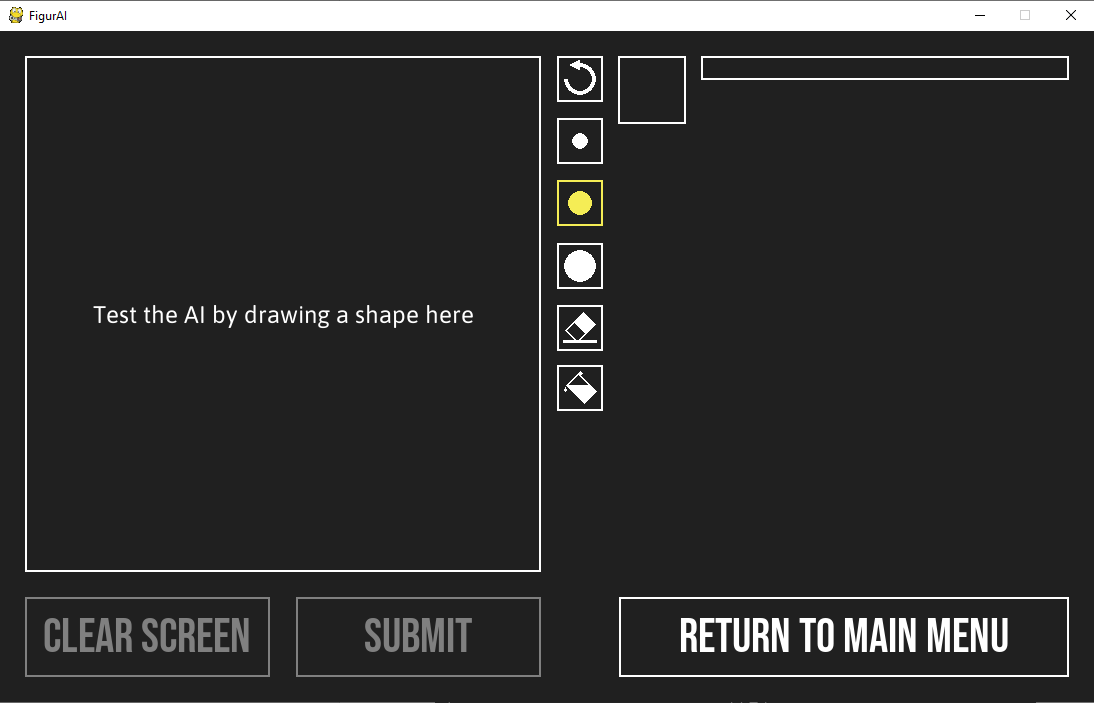 FigurAI
Test the AI by drawing a shape here
CLEAR SCREEN
SUBMIT
RETURN TO MAIN MENU